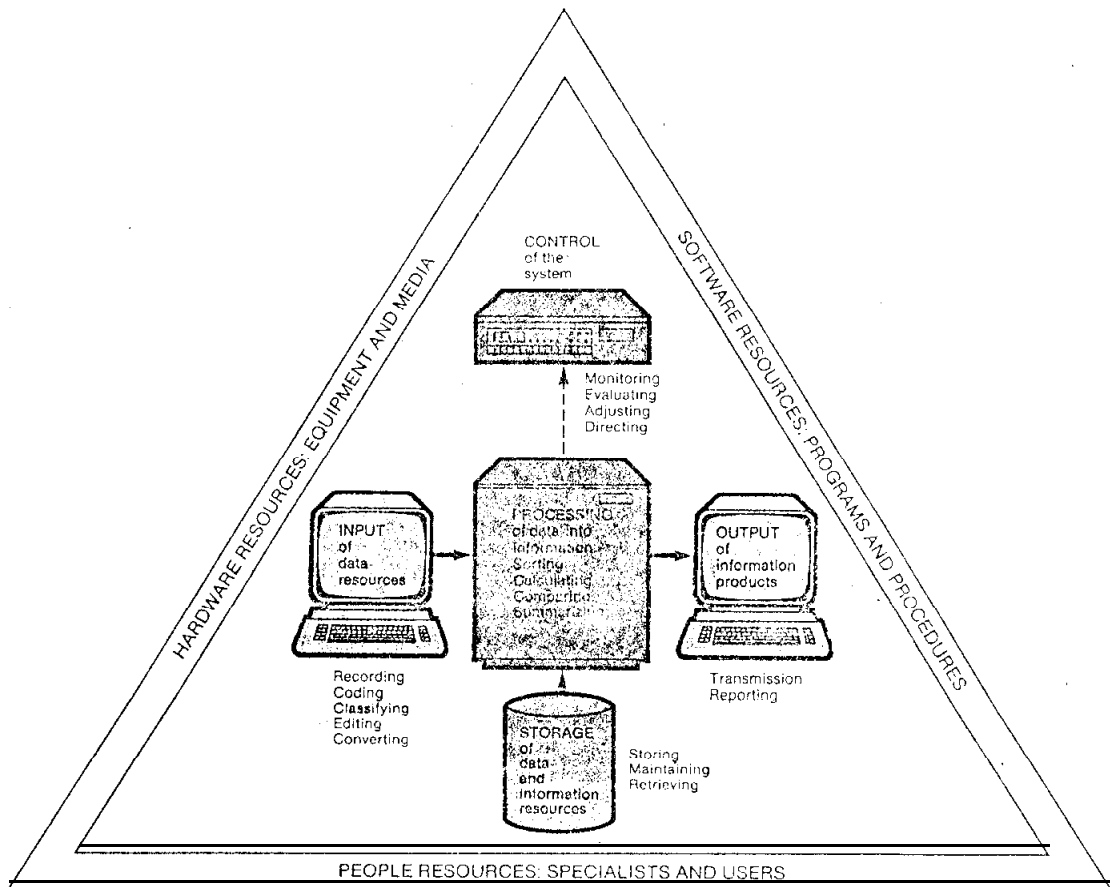 HARDWARE RESOURCES: EQUIPMENT AND MEDIA
SOFTWARE RESOURCES: PROGRAMS AND PROCEDURES
CONTROL
of the
system
Monitoring
Evaluating
Adjusting
Directing
INPUT
of
data
resources
Recording
Coding
Classifying
Editing
Converting
PROCESSING
of data into
information
Sorting
Calculating
Comparing
OUTPUT
of
information
products
Transmission
Reporting
STORAGE
of
data
and
information
resources
Storing
Maintaining
Retrieving
PEOPLE RESOURCES: SPECIALISTS AND USERS